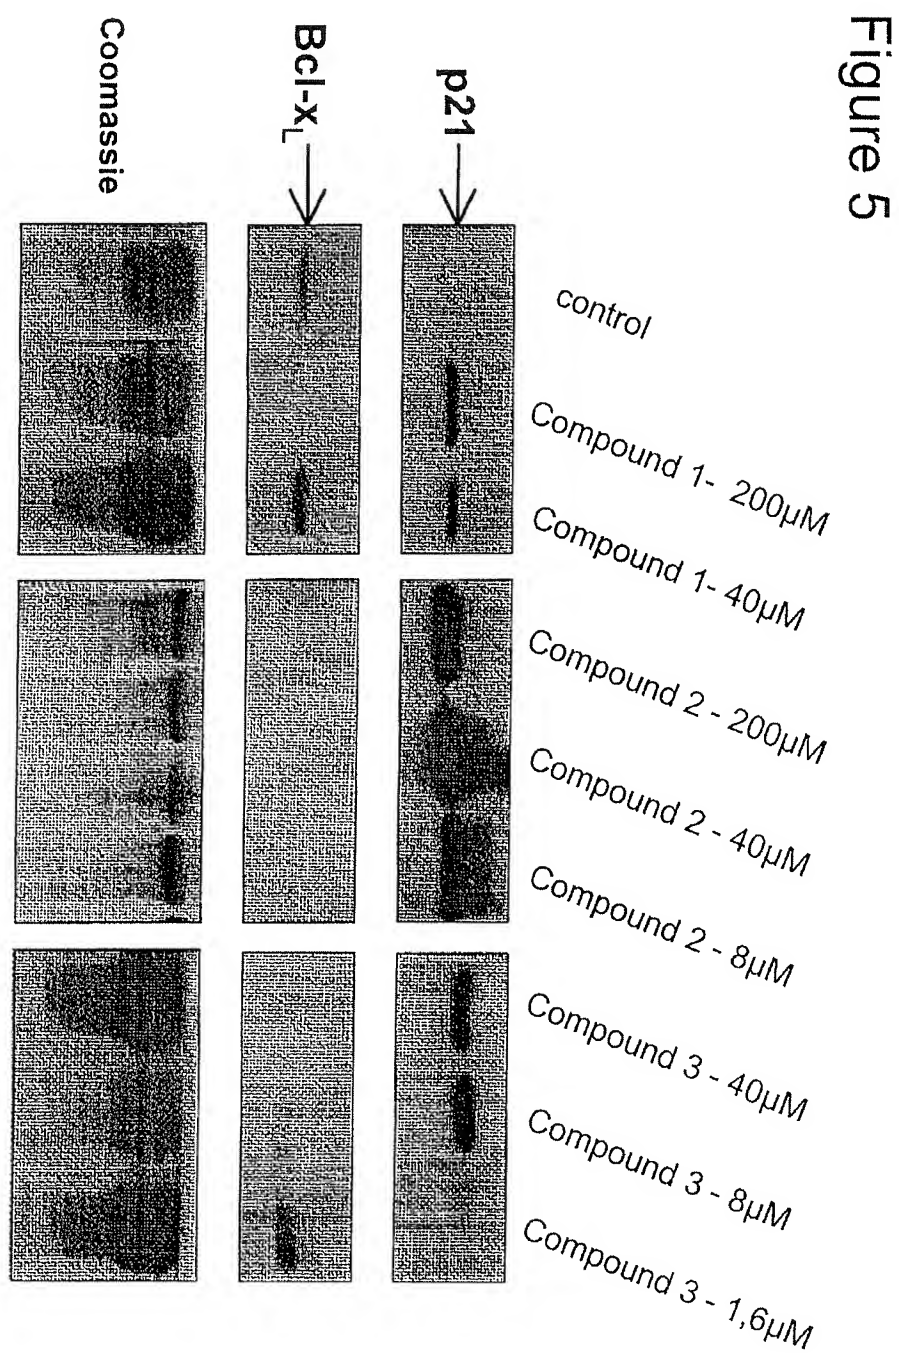 Figure 5
control
Compound 1- 200µM
Compound 1- 40µM
Compound 2 - 200µM
Compound 2 - 40µM
Compound 2 - 8µM
Compound 3 - 40µM
Compound 3 - 8µM
Compound 3 - 1,6µM
p21
Bcl-xL
Coomassie